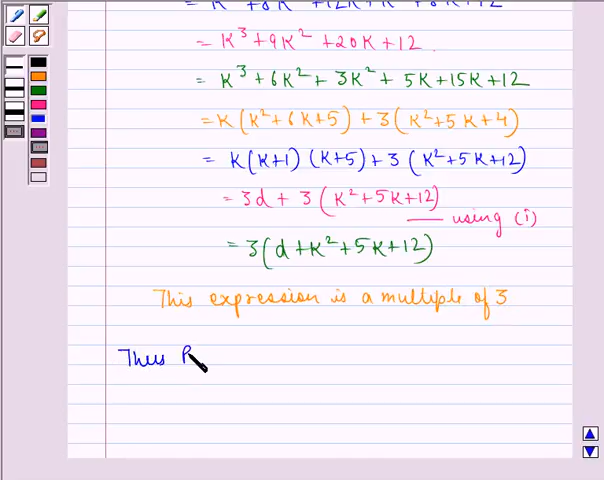 = K³ + 9K² + 20K + 12
= K³ + 6K² + 3K² + 5K + 15K + 12
= K(K² + 6K + 5) + 3(K² + 5K + 4)
= K(K+1) (K+5) + 3 (K² + 5K + 12)
= 3d + 3 (K² + 5K + 12)
using (i)
= 3(d + K² + 5K + 12)
This expression is a multiple of 3
Thus P